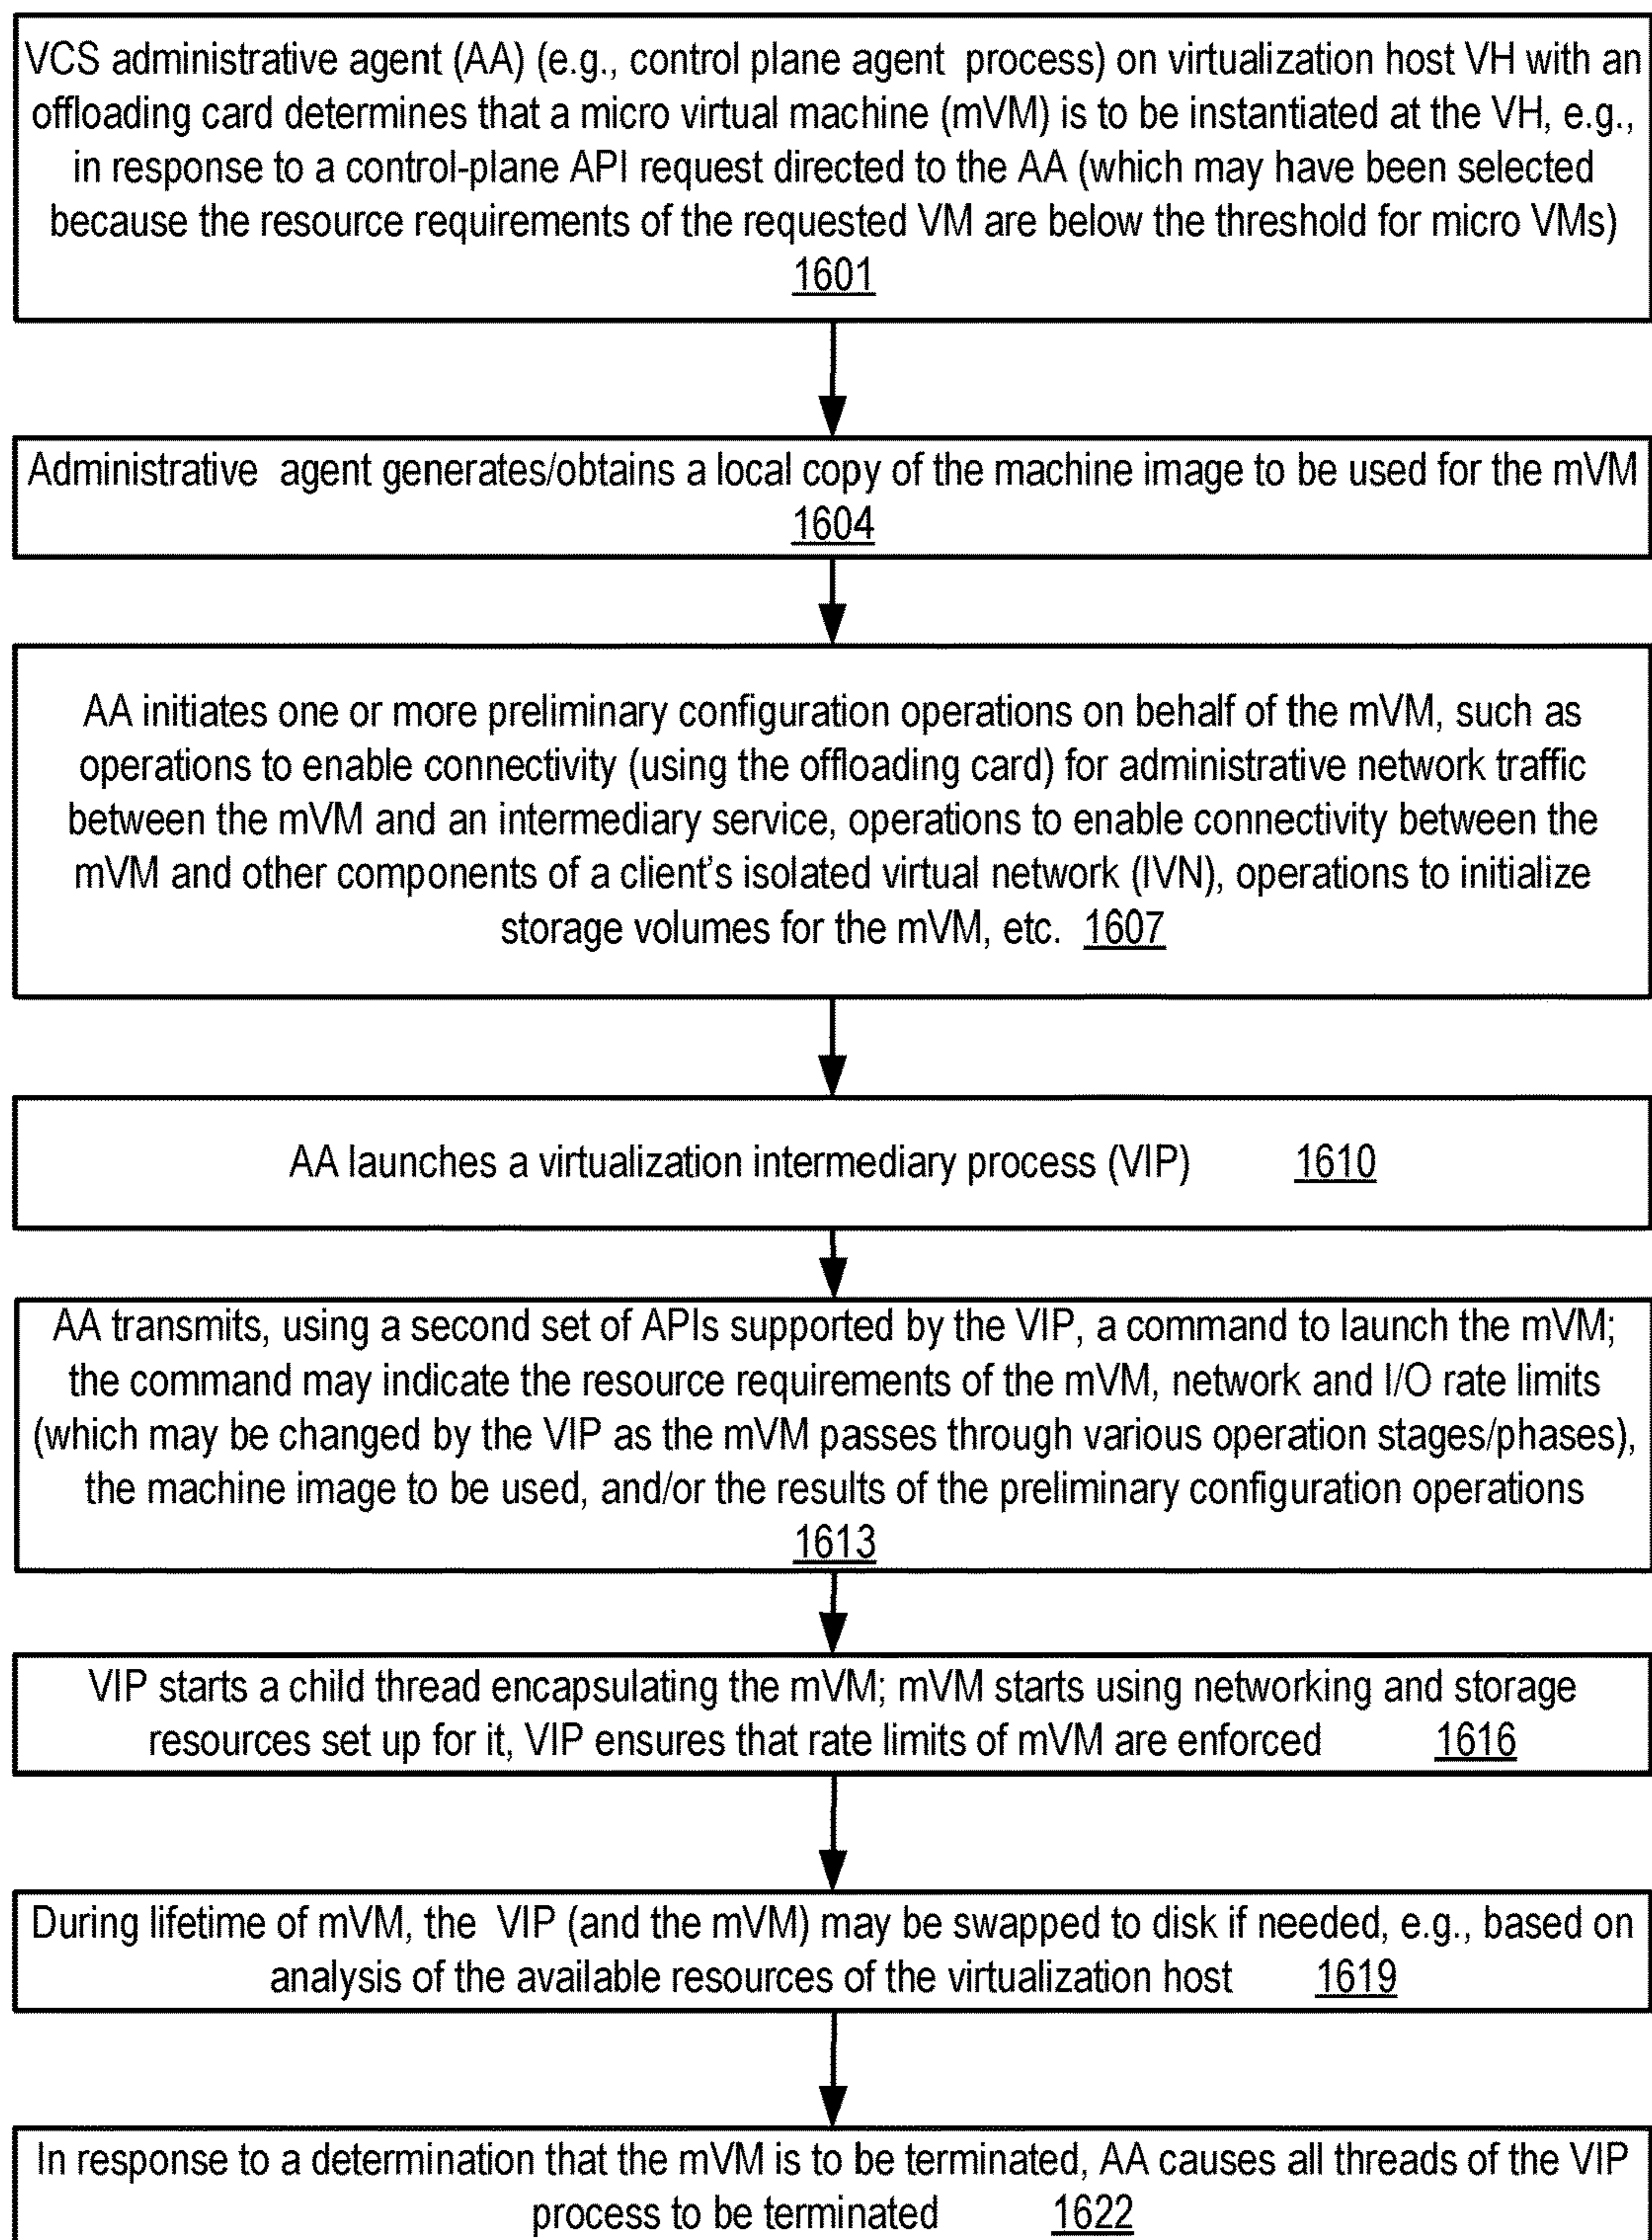 VCS administrative agent (AA) (e.g., control plane agent process) on virtualization host VH with an
offloading card determines that a micro virtual machine (mVM) is to be instantiated at the VH, e.g.,
in response to a control-plane API request directed to the AA (which may have been selected
because the resource requirements of the requested VM are below the threshold for micro VMs)
1601
Administrative agent generates/obtains a local copy of the machine image to be used for the mVM
1604
AA initiates one or more preliminary configuration operations on behalf of the mVM, such as
operations to enable connectivity (using the offloading card) for administrative network traffic
between the mVM and an intermediary service, operations to enable connectivity between the
mVM and other components of a client's isolated virtual network (IVN), operations to initialize
storage volumes for the mVM, etc. 1607
AA launches a virtualization intermediary process (VIP) 1610
AA transmits, using a second set of APIs supported by the VIP, a command to launch the mVM;
the command may indicate the resource requirements of the mVM, network and I/O rate limits
(which may be changed by the VIP as the mVM passes through various operation stages/phases),
the machine image to be used, and/or the results of the preliminary configuration operations
1613
VIP starts a child thread encapsulating the mVM; mVM starts using networking and storage
resources set up for it, VIP ensures that rate limits of mVM are enforced 1616
During lifetime of mVM, the VIP (and the mVM) may be swapped to disk if needed, e.g., based on
analysis of the available resources of the virtualization host 1619
In response to a determination that the mVM is to be terminated, AA causes all threads of the VIP
process to be terminated 1622